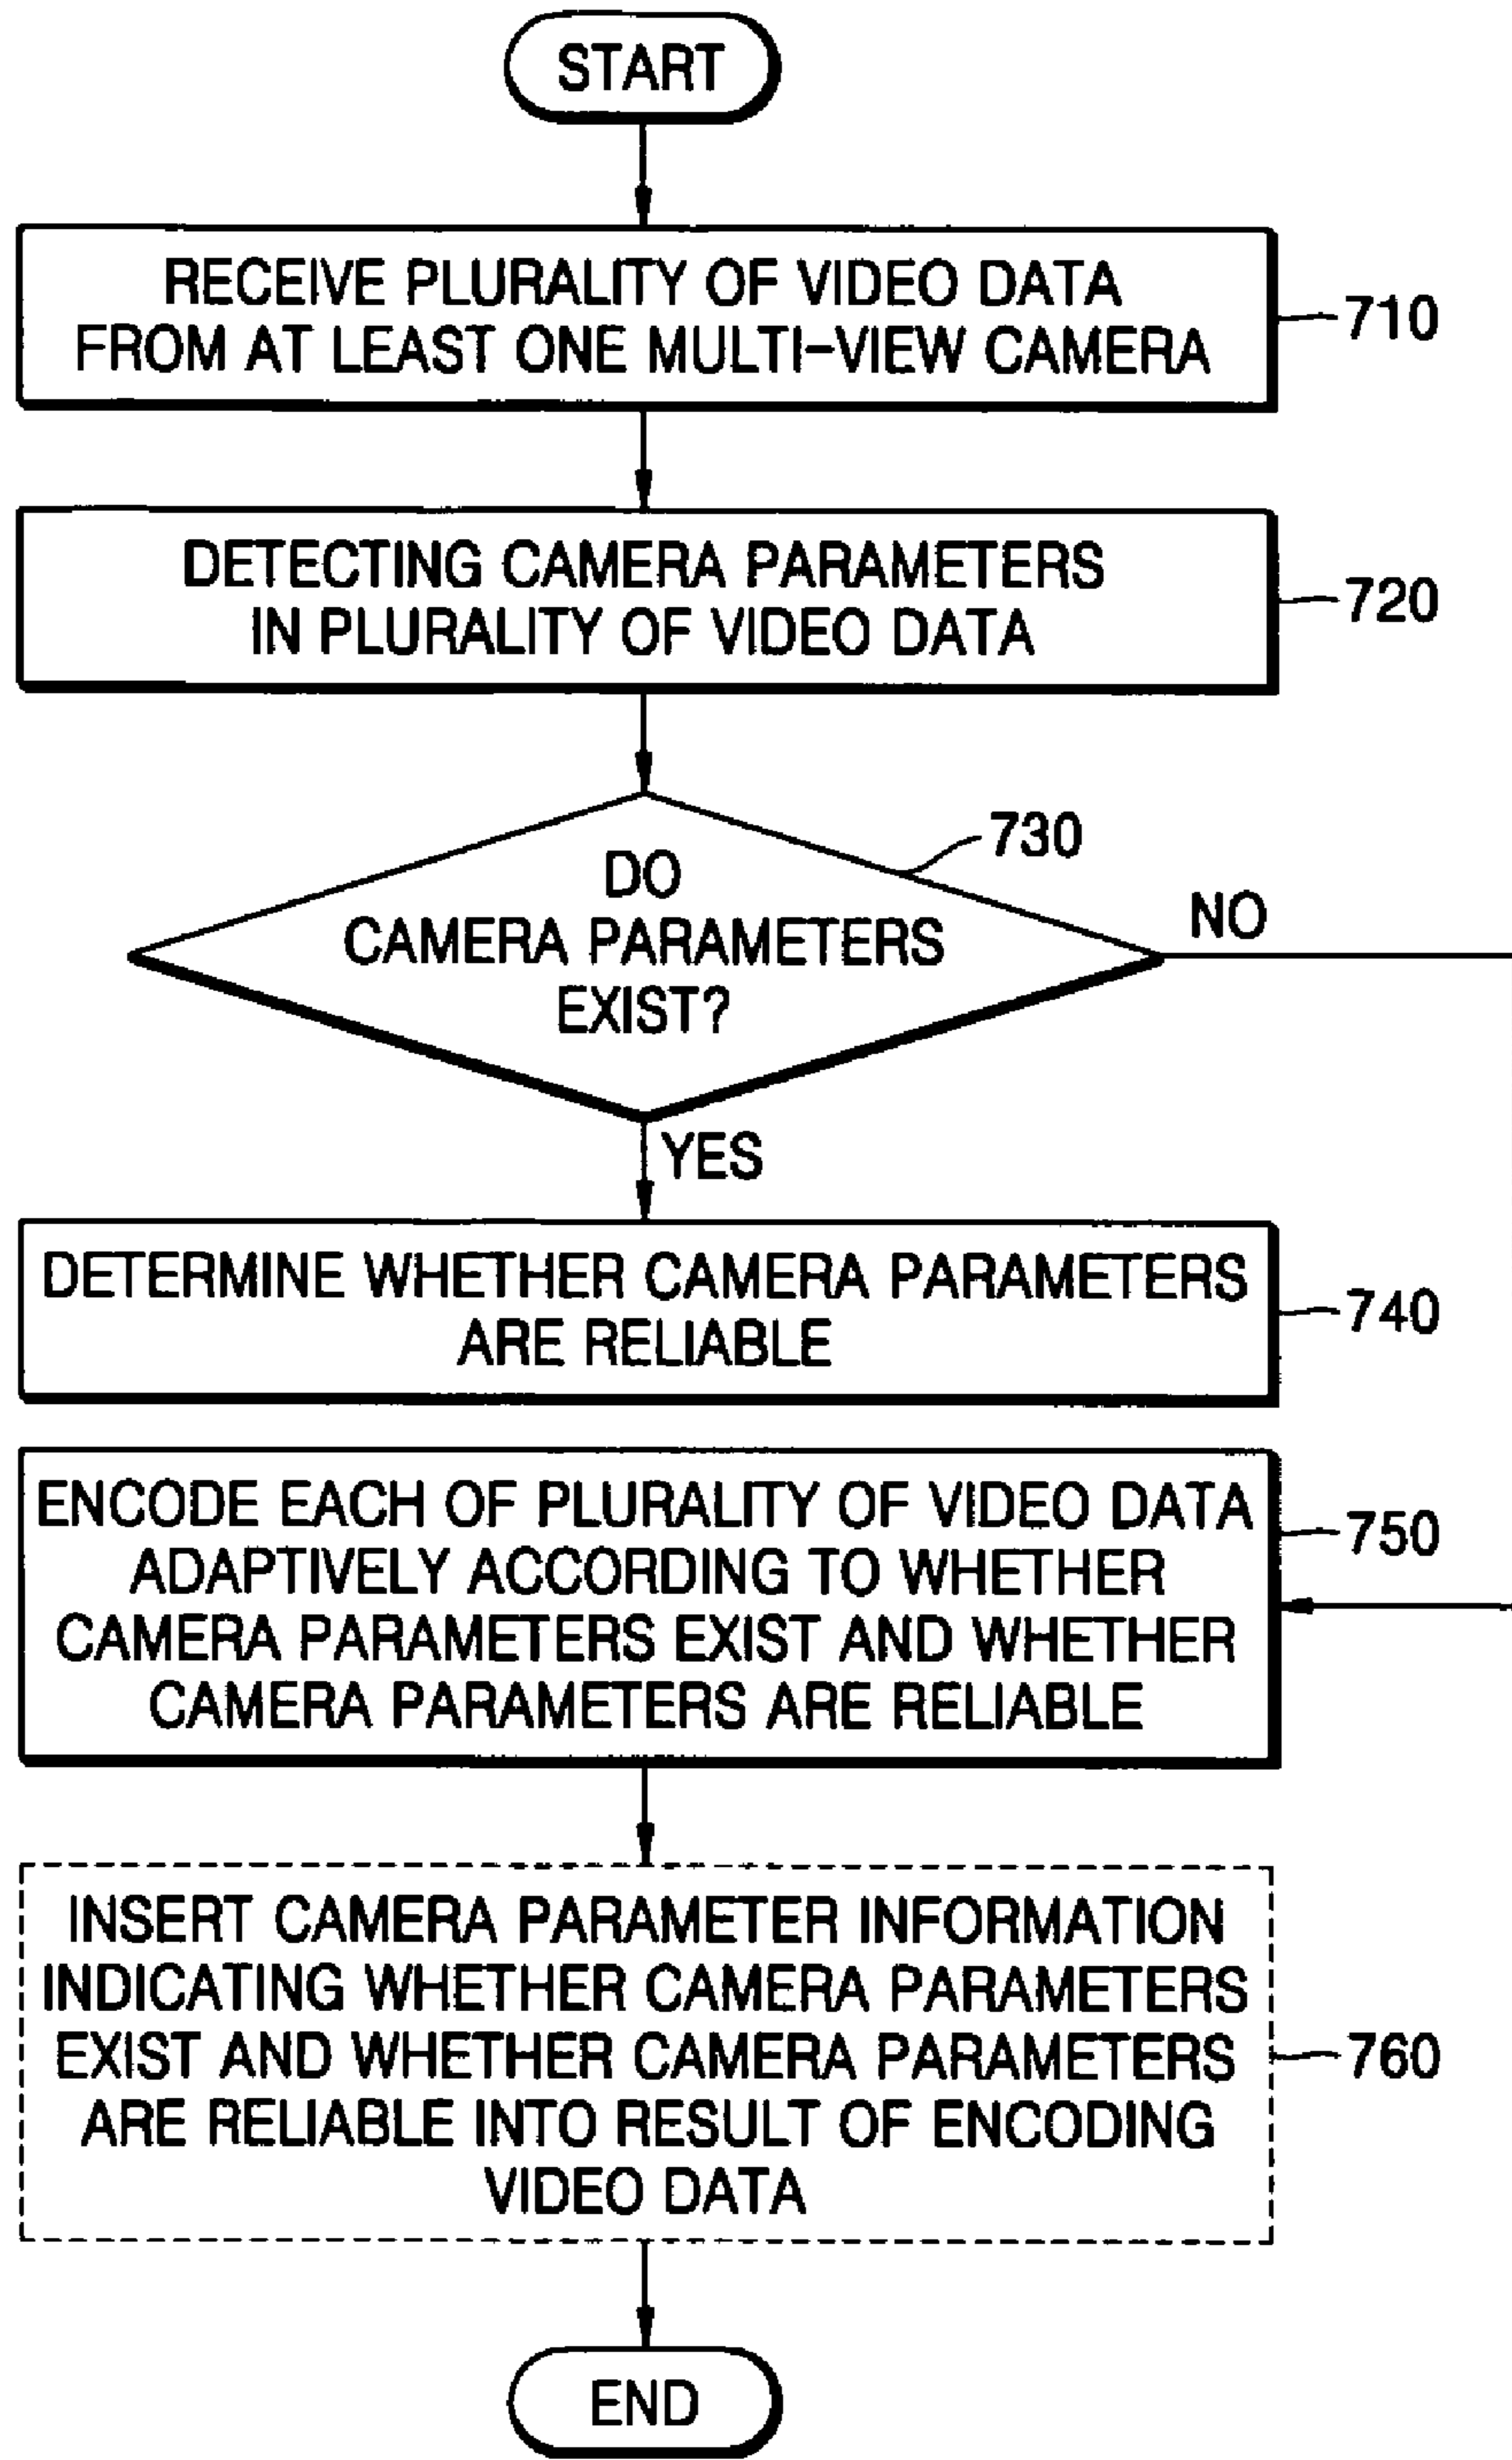 START
RECEIVE PLURALITY OF VIDEO DATA
FROM AT LEAST ONE MULTI-VIEW CAMERA
710
DETECTING CAMERA PARAMETERS
IN PLURALITY OF VIDEO DATA
720
730
DO
CAMERA PARAMETERS
EXIST?
NO
YES
DETERMINE WHETHER CAMERA PARAMETERS
ARE RELIABLE
740
ENCODE EACH OF PLURALITY OF VIDEO DATA
ADAPTIVELY ACCORDING TO WHETHER
CAMERA PARAMETERS EXIST AND WHETHER
CAMERA PARAMETERS ARE RELIABLE
750
INSERT CAMERA PARAMETER INFORMATION
INDICATING WHETHER CAMERA PARAMETERS
EXIST AND WHETHER CAMERA PARAMETERS
ARE RELIABLE INTO RESULT OF ENCODING
VIDEO DATA
760
END